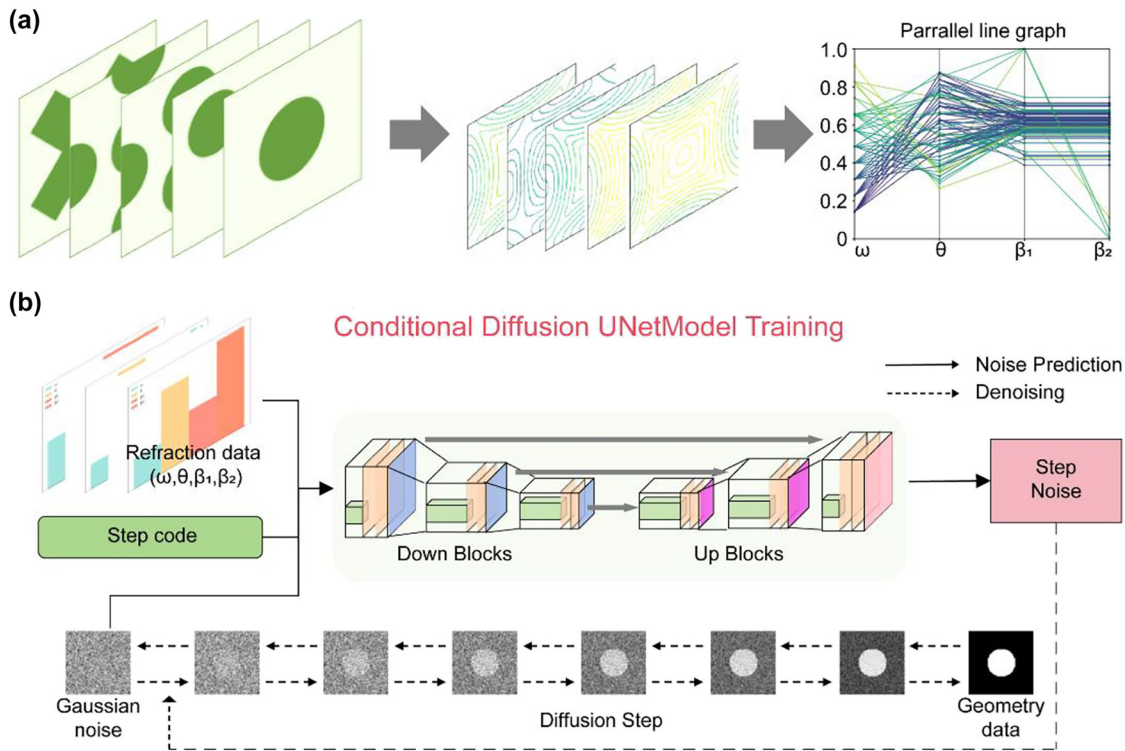 (a)
Parrallel line graph
1.0
0.8
0.6
0.4
0.2
0
ω θ β₁ β₂
(b)
Conditional Diffusion UNetModel Training
Noise Prediction
Denoising
Refraction data
(ω,θ,β₁,β₂)
Step code
Down Blocks
Up Blocks
Step
Noise
Gaussian
noise
Diffusion Step
Geometry
data